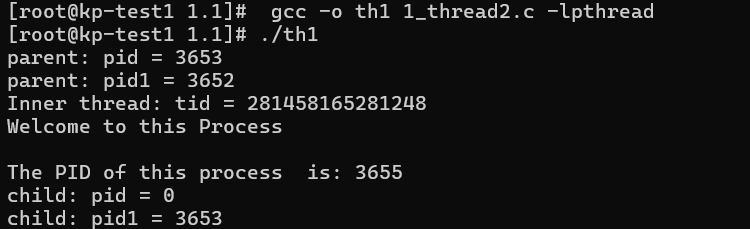 [root@kp-test1 1.1]#  gcc -o th1 1_thread2.c -lpthread
[root@kp-test1 1.1]# ./th1
parent: pid = 3653
parent: pid1 = 3652
Inner thread: tid = 281458165281248
Welcome to this Process
The PID of this process  is: 3655
child: pid = 0
child: pid1 = 3653